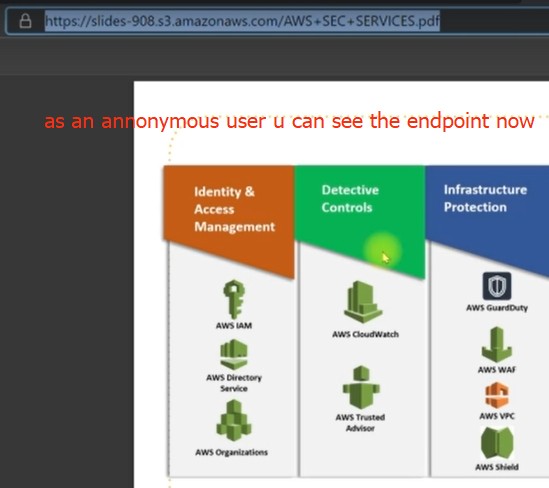 https://slides-908.s3.amazonaws.com/AWS+SEC+SERVICES.pdf
as an annonymous user u can see the endpoint now
Identity &
Access
Management
Detective
Controls
Infrastructure
Protection
AWS IAM
AWS Directory
Service
AWS Organizations
AWS CloudWatch
AWS Trusted
Advisor
AWS GuardDuty
AWS WAF
AWS VPC
AWS Shield